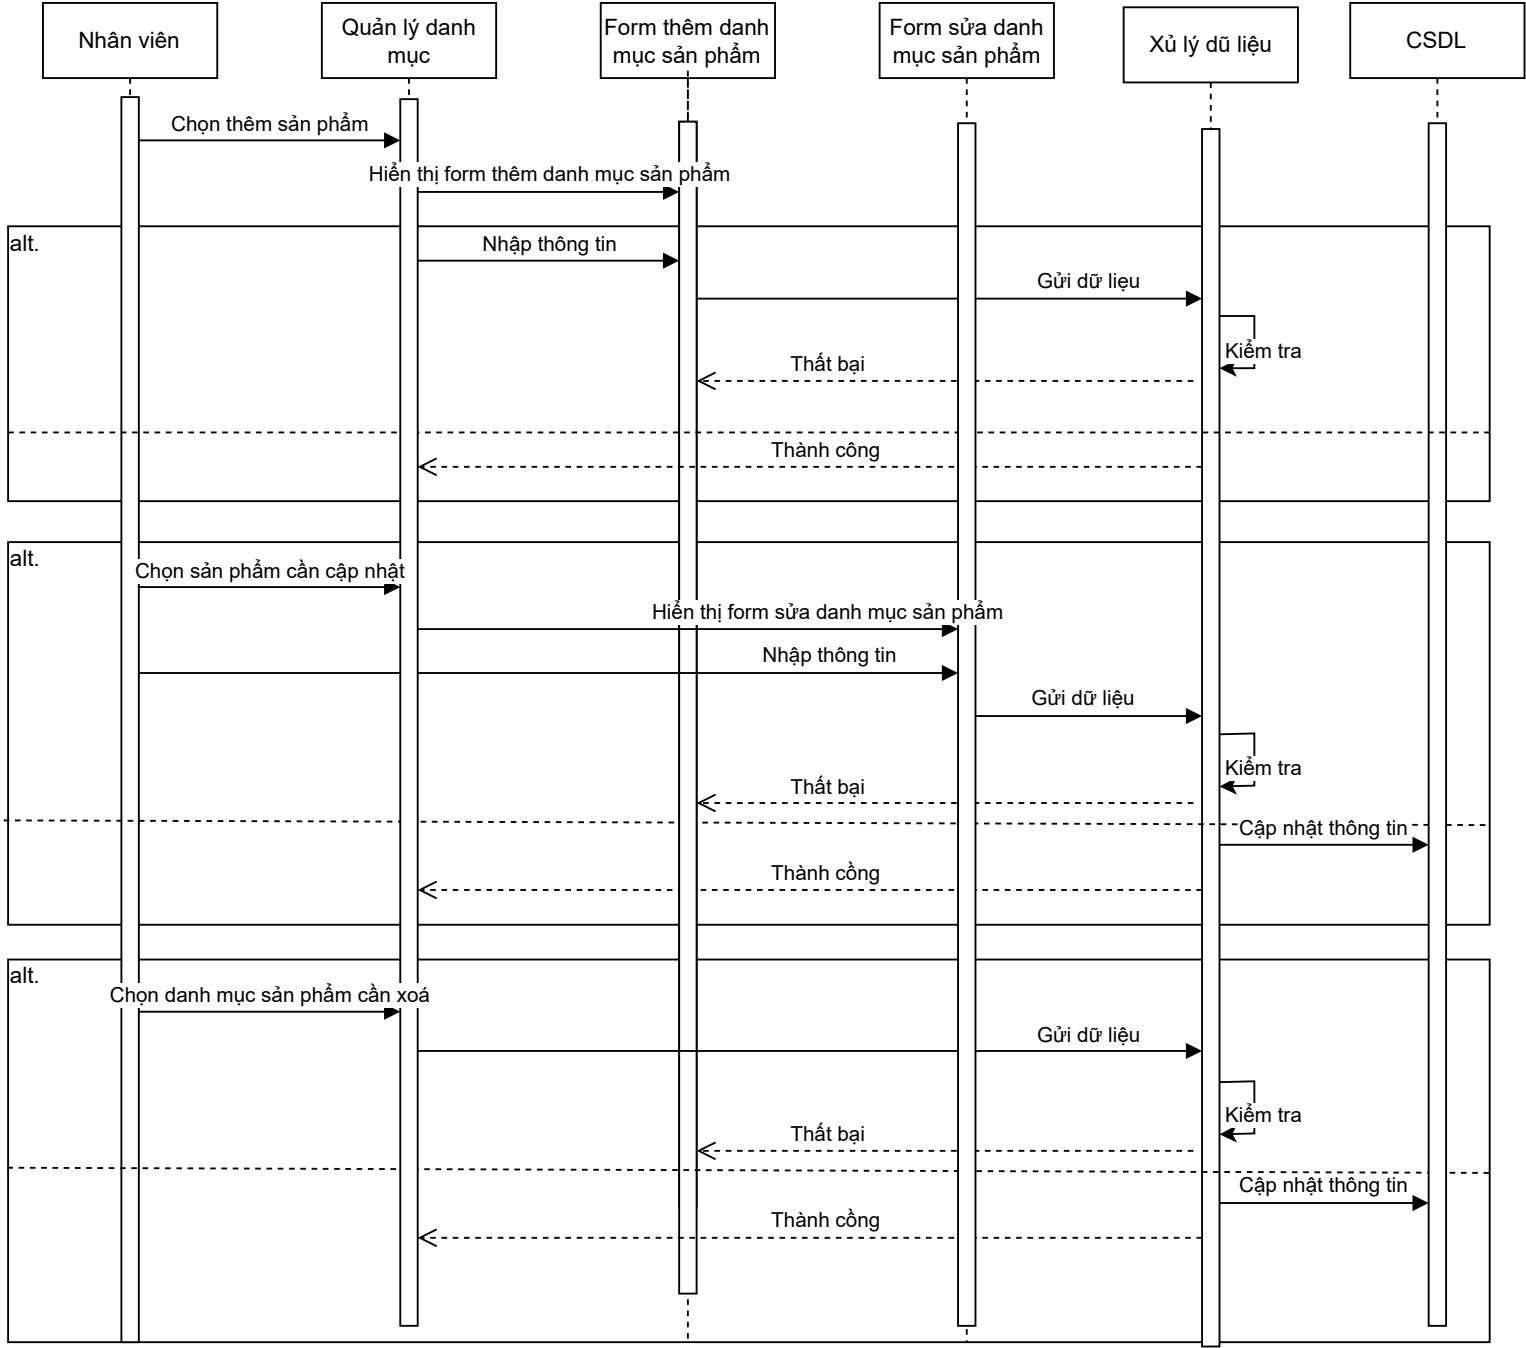 Nhân viên
Quản lý danh
mục
Form thêm danh
mục sản phẩm
Form sửa danh
mục sản phẩm
Xủ lý dũ liệu
CSDL
Chọn thêm sản phẩm
Hiển thị form thêm danh mục sản phẩm
alt.
Nhập thông tin
Gửi dữ liẹu
Kiểm tra
Thất bại
Thành công
alt.
Chọn sản phẩm cần cập nhật
Hiển thị form sửa danh mục sản phẩm
Nhập thông tin
Gửi dữ liệu
Kiểm tra
Thất bại
Cập nhật thông tin
Thành cồng
alt.
Chọn danh mục sản phẩm cần xoá
Gửi dữ liệu
Kiểm tra
Thất bại
Cập nhật thông tin
Thành cồng